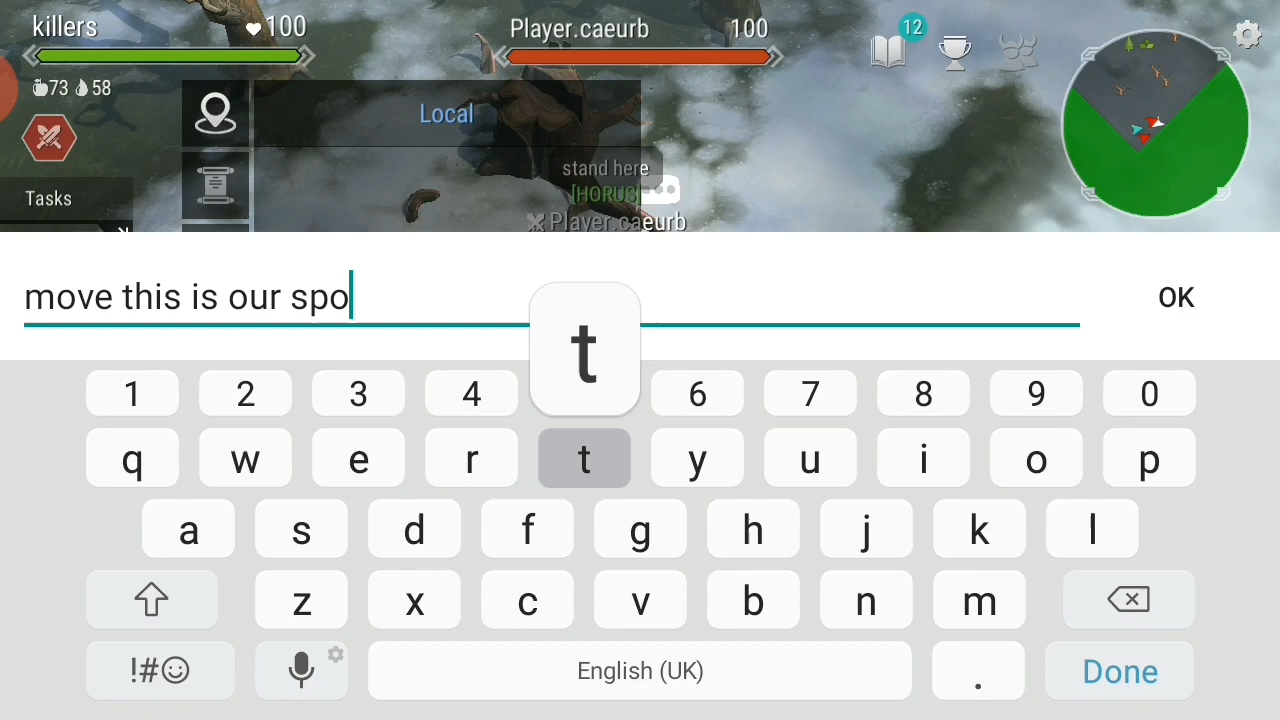 killers 100
Player.caeurb 100
12
73 58
Local
Tasks
stand here
[HORUS]
Player.caeurb
move this is our spo
OK
t
1 2 3 4 6 7 8 9 0
q w e r t y u i o p
a s d f g h j k l
z x c v b n m
!#☺ English (UK) . Done